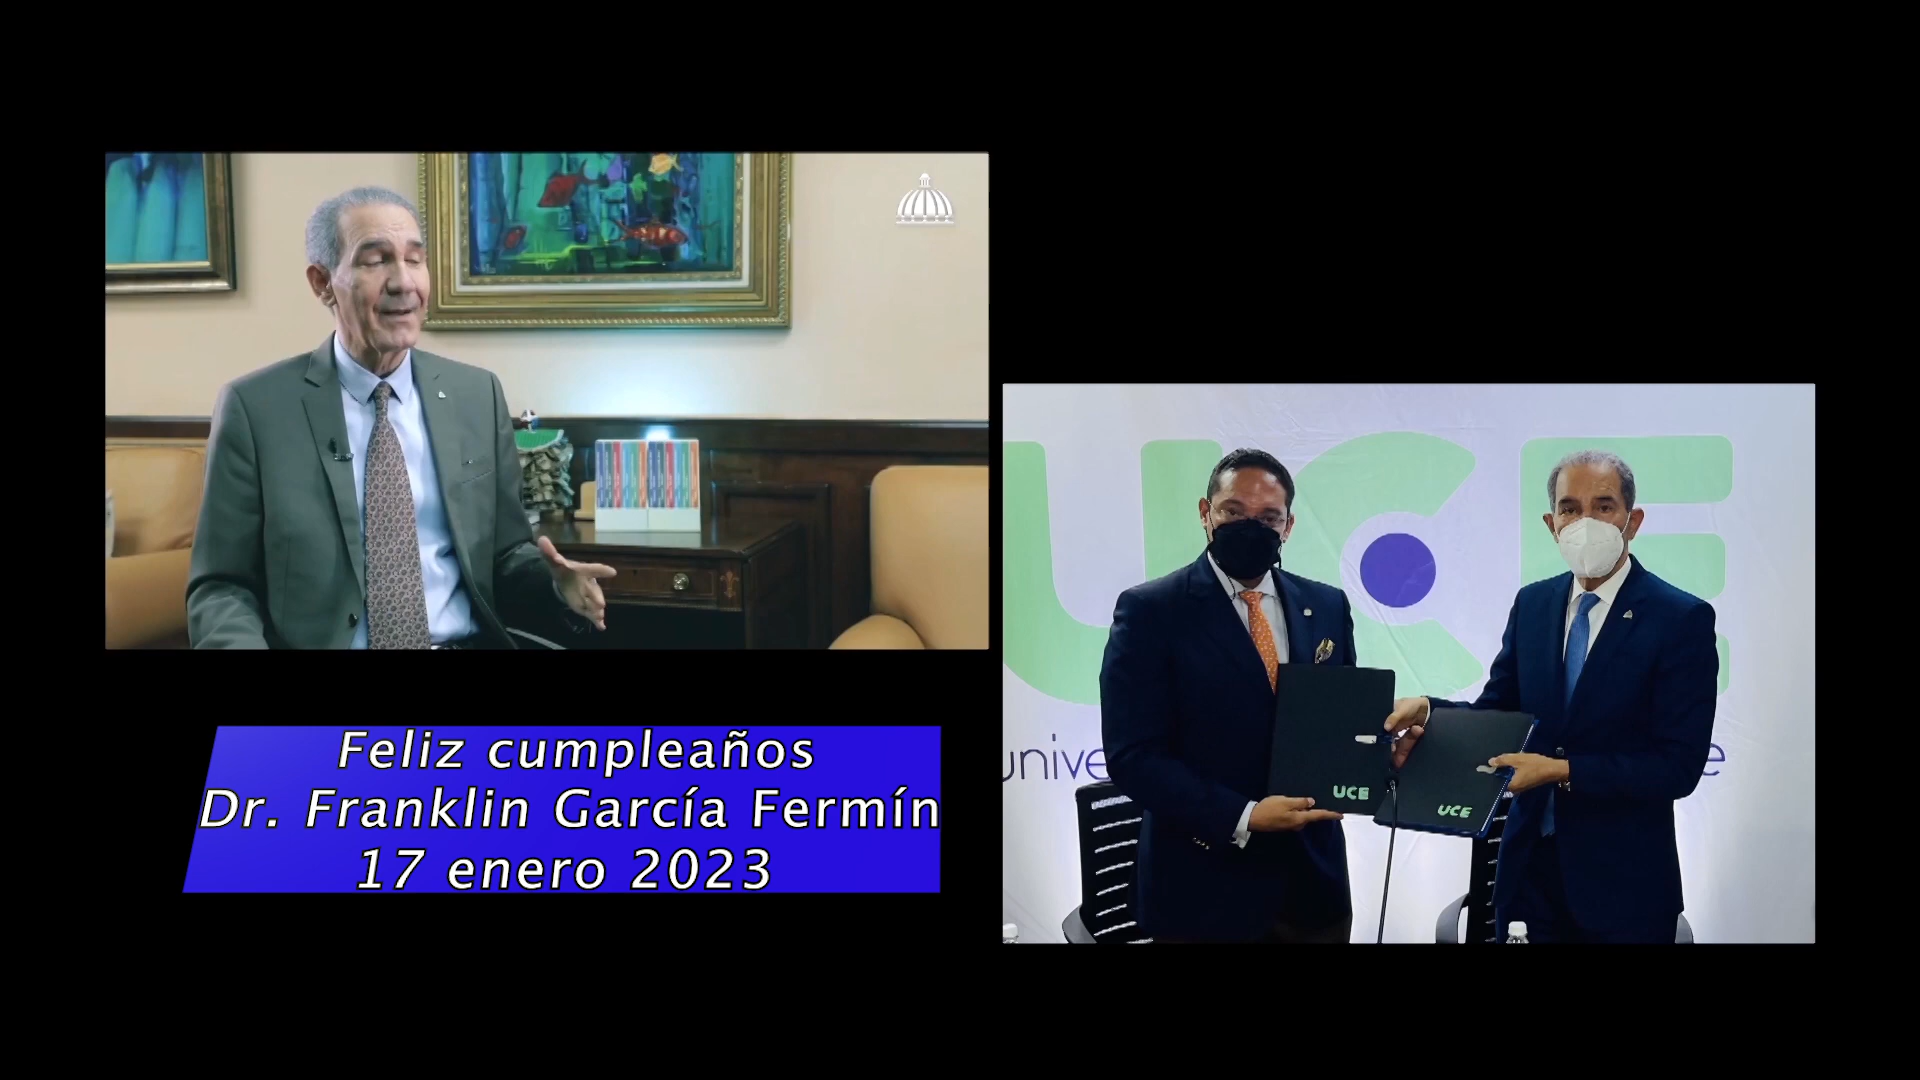 Feliz cumpleaños
Dr. Franklin García Fermín
17 enero 2023
UCE
unive
e
UCE
UCE